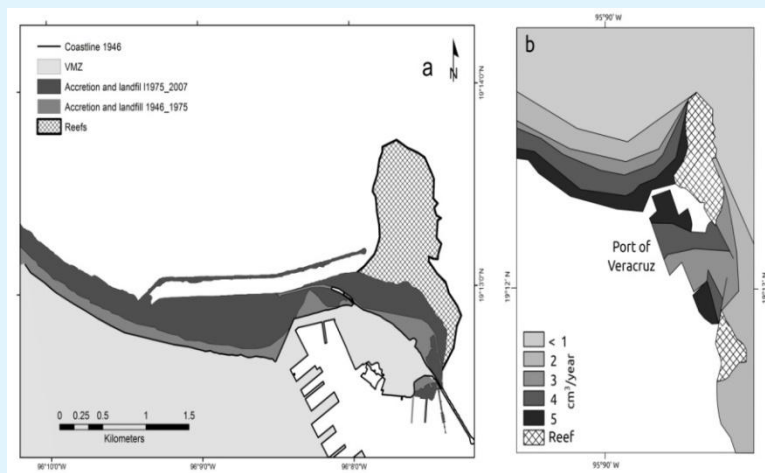 Coastline 1946
VMZ
Accretion and landfill l1975_2007
Accretion and landfill 1946_1975
Reefs
a
N
19°14'0"N
19°13'0"N
0 0.25 0.5 1 1.5
Kilometers
96°10'0"W
96°9'0"W
96°8'0"W
95°90' W
b
Port of
Veracruz
19°12' N
19°12' N
< 1
2
3
4
5
cm³/year
Reef
95°90' W